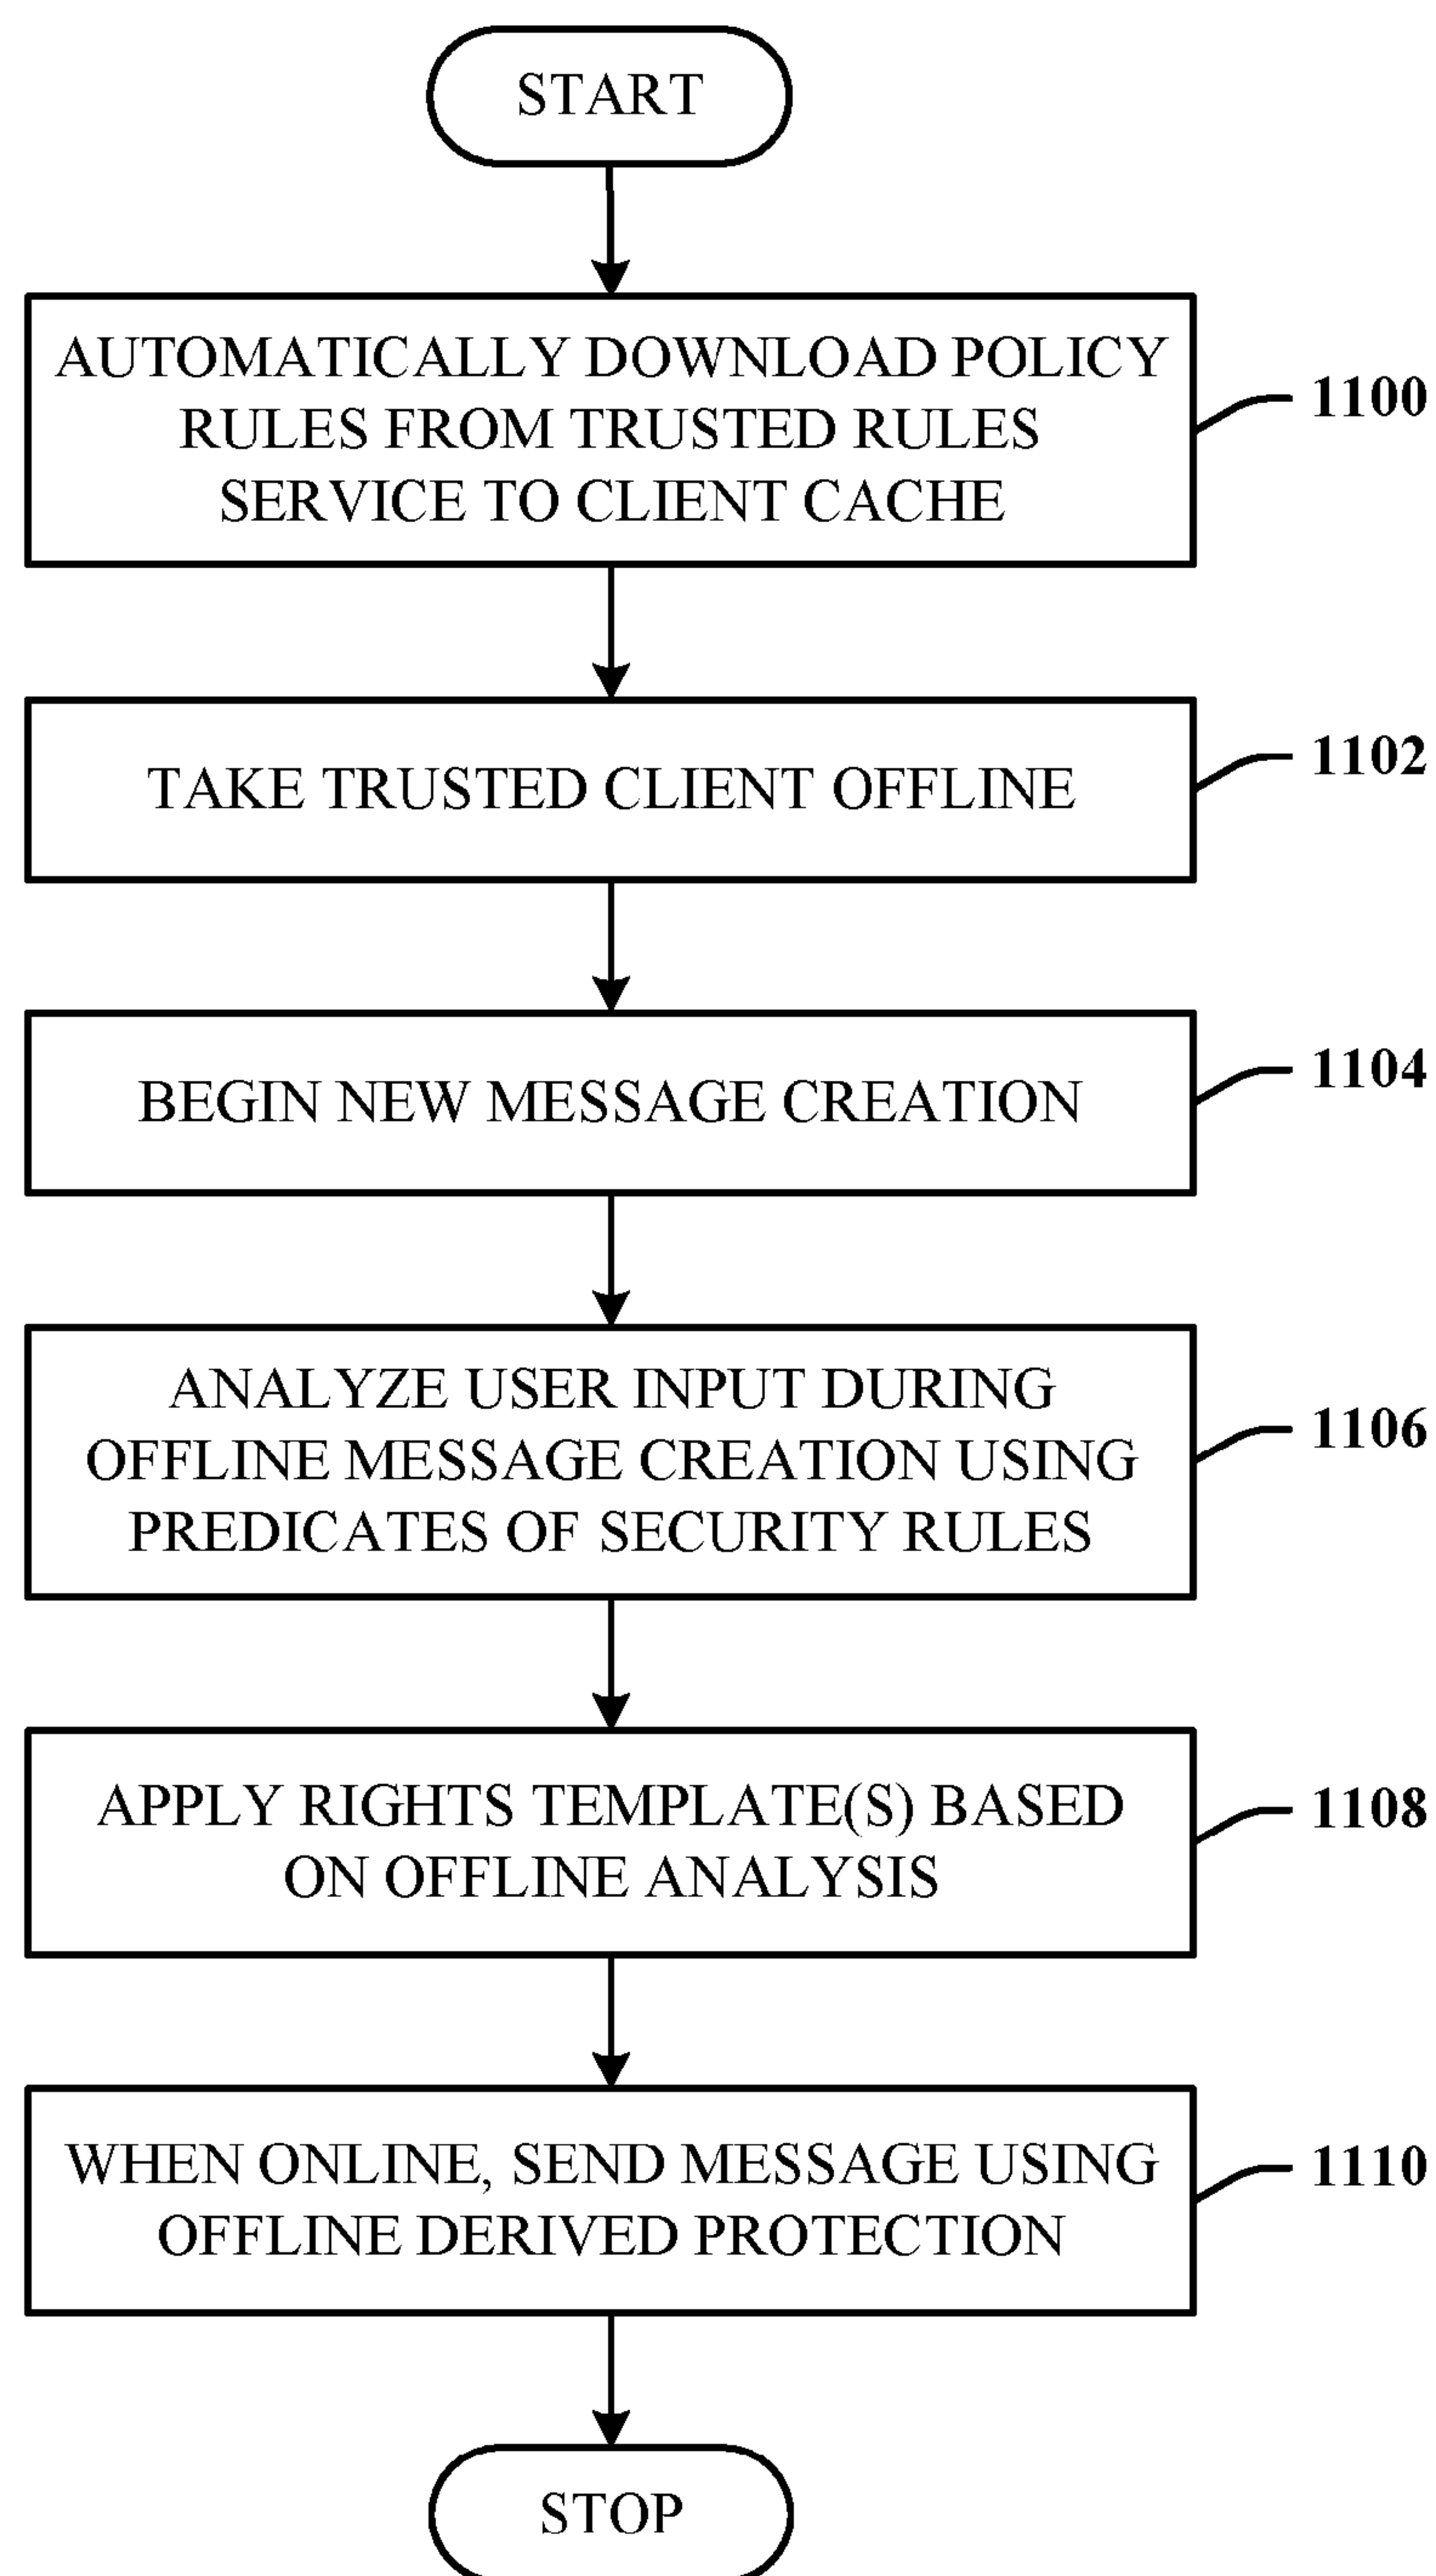 START
AUTOMATICALLY DOWNLOAD POLICY
RULES FROM TRUSTED RULES
SERVICE TO CLIENT CACHE
1100
TAKE TRUSTED CLIENT OFFLINE
1102
BEGIN NEW MESSAGE CREATION
1104
ANALYZE USER INPUT DURING
OFFLINE MESSAGE CREATION USING
PREDICATES OF SECURITY RULES
1106
APPLY RIGHTS TEMPLATE(S) BASED
ON OFFLINE ANALYSIS
1108
WHEN ONLINE, SEND MESSAGE USING
OFFLINE DERIVED PROTECTION
1110
STOP